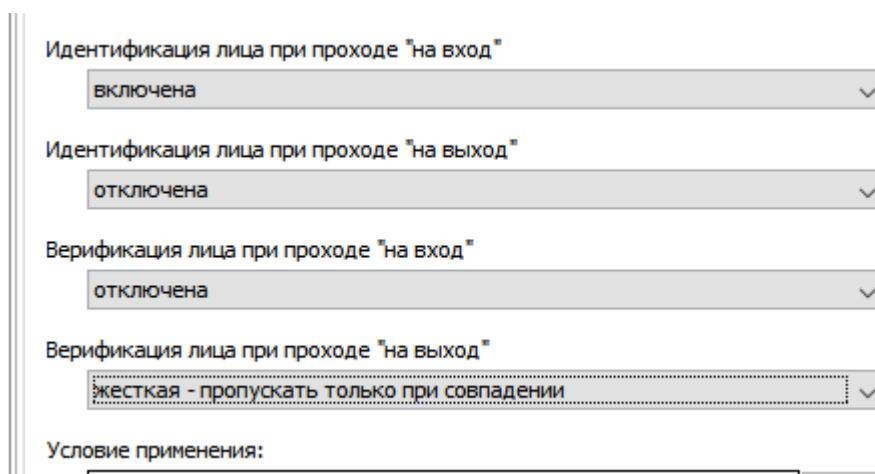 Идентификация лица при проходе "на вход"
включена
Идентификация лица при проходе "на выход"
отключена
Верификация лица при проходе "на вход"
отключена
Верификация лица при проходе "на выход"
жесткая - пропускать только при совпадении
Условие применения: